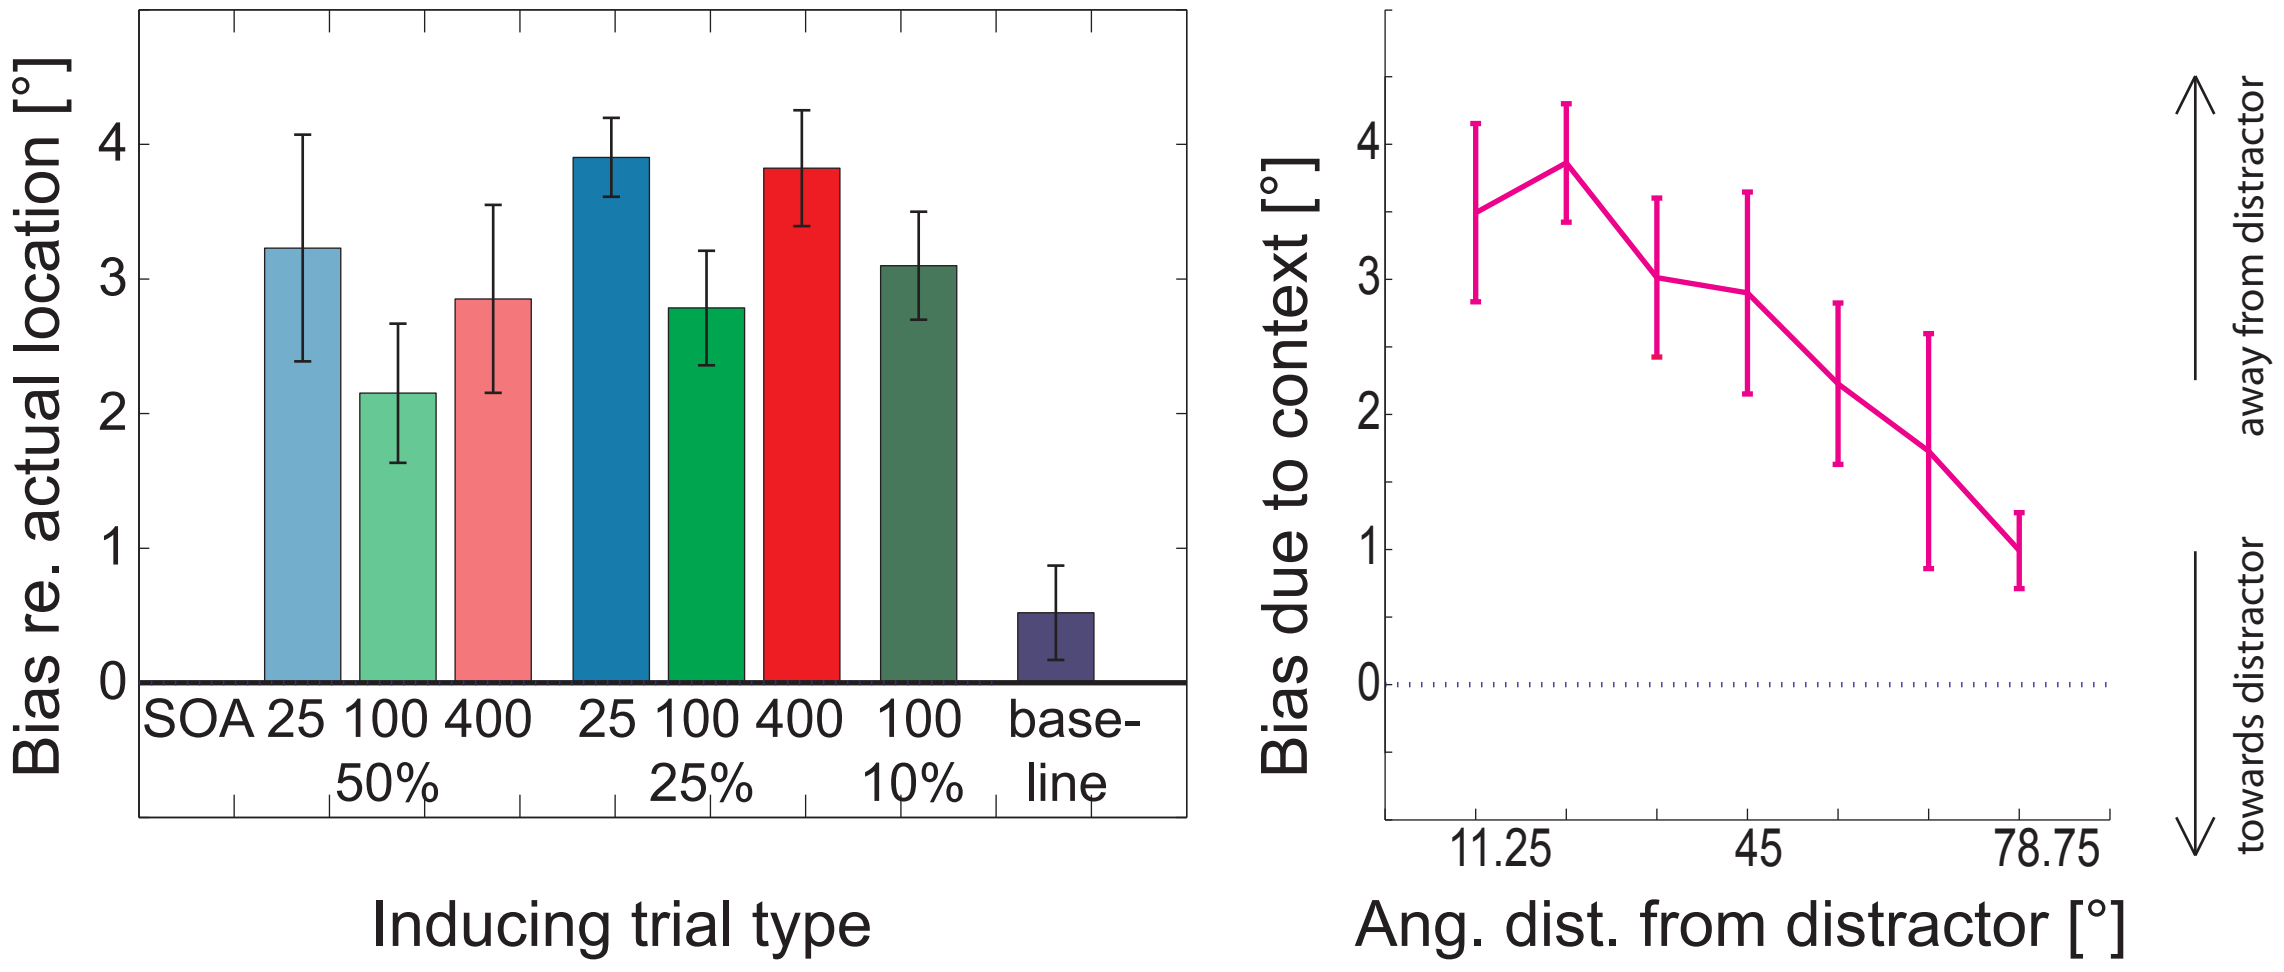 Bias re. actual location [°]
4
3
2
1
0
SOA 25 100 400 25 100 400 100 base-
50% 25% 10% line
Inducing trial type
Bias due to context [°]
4
3
2
1
0
11.25 45 78.75
Ang. dist. from distractor [°]
away from distractor
towards distractor